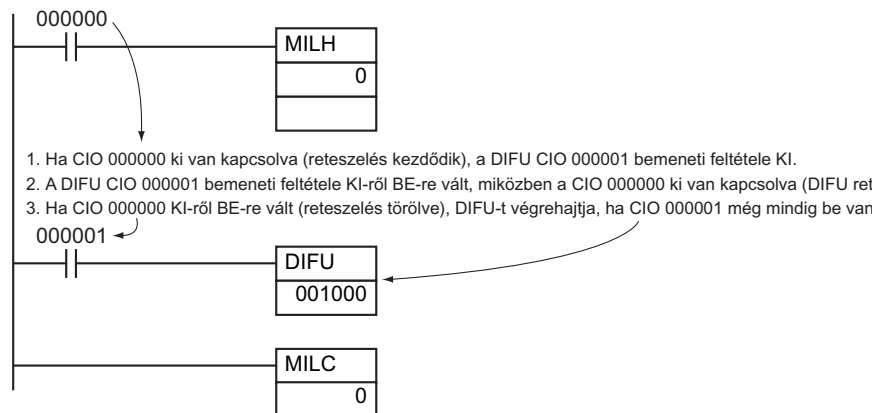 000000
MILH
0
1. Ha CIO 000000 ki van kapcsolva (reteszelés kezdődik), a DIFU CIO 000001 bemeneti feltétele KI.
2. A DIFU CIO 000001 bemeneti feltétele KI-ről BE-re vált, miközben a CIO 000000 ki van kapcsolva (DIFU ret
3. Ha CIO 000000 KI-ről BE-re vált (reteszelés törölve), DIFU-t végrehajtja, ha CIO 000001 még mindig be van
000001
DIFU
001000
MILC
0